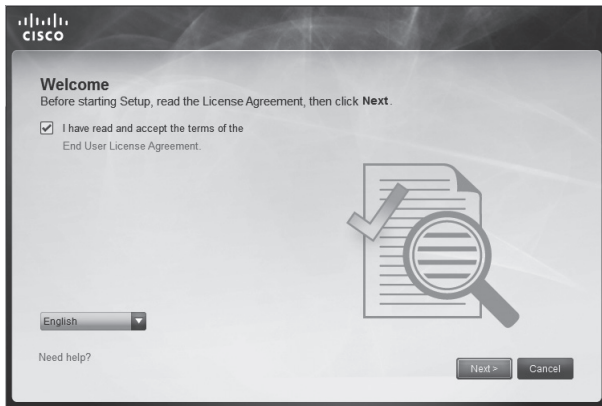 CISCO
Welcome
Before starting Setup, read the License Agreement, then click Next.
I have read and accept the terms of the
End User License Agreement.
English
Need help?
Next >
Cancel